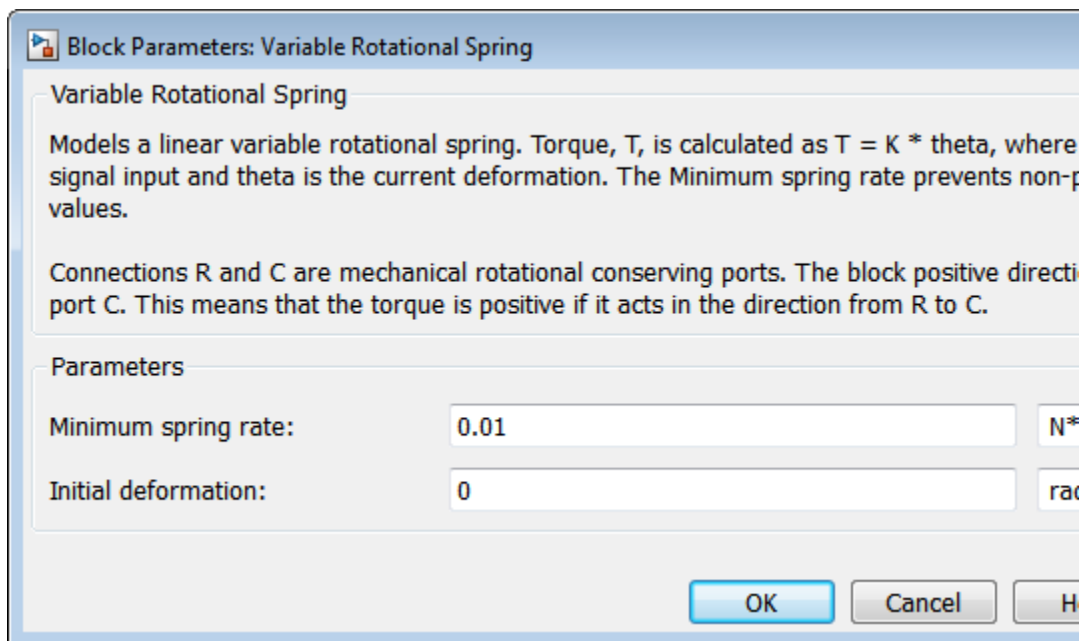 Block Parameters: Variable Rotational Spring
Variable Rotational Spring
Models a linear variable rotational spring. Torque, T, is calculated as T = K * theta, where
signal input and theta is the current deformation. The Minimum spring rate prevents
values.
Connections R and C are mechanical rotational conserving ports. The block positive
port C. This means that the torque is positive if it acts in the direction from R to C.
Parameters
Minimum spring rate: 0.01 N*
Initial deformation: 0
OK Cancel